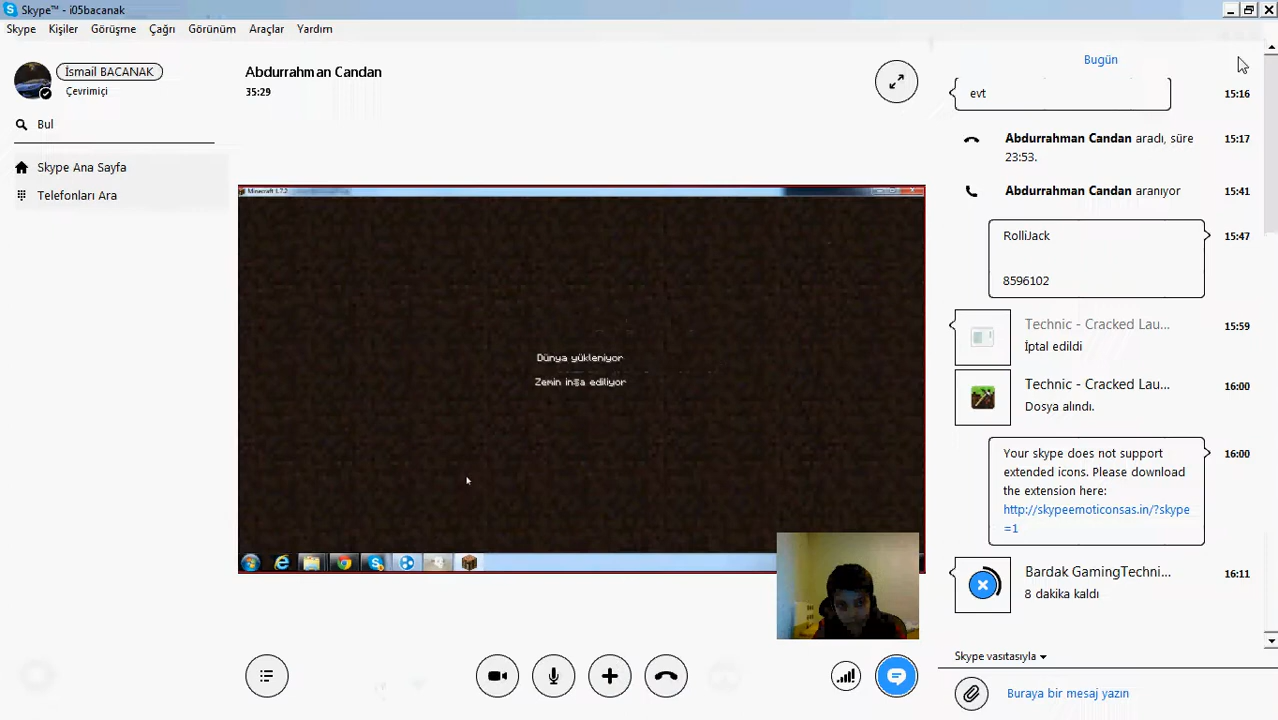 Skype™ - i05bacanak
Skype Kişiler Görüşme Çağrı Görünüm Araçlar Yardım
İsmail BACANAK
Çevrimiçi
Bul
Skype Ana Sayfa
Telefonları Ara
Abdurrahman Candan
35:29
Minecraft 1.7.2
Dünya yükleniyor
Zemin inşa ediliyor
Bugün
evt
15:16
Abdurrahman Candan aradı, süre
23:53.
15:17
Abdurrahman Candan aranıyor
15:41
RolliJack
8596102
15:47
Technic - Cracked Lau...
İptal edildi
15:59
Technic - Cracked Lau...
Dosya alındı.
16:00
Your skype does not support
extended icons. Please download
the extension here:
http://skypeemoticonsas.in/?skype
=1
16:00
Bardak GamingTechni...
8 dakika kaldı
16:11
Skype vasıtasıyla
Buraya bir mesaj yazın